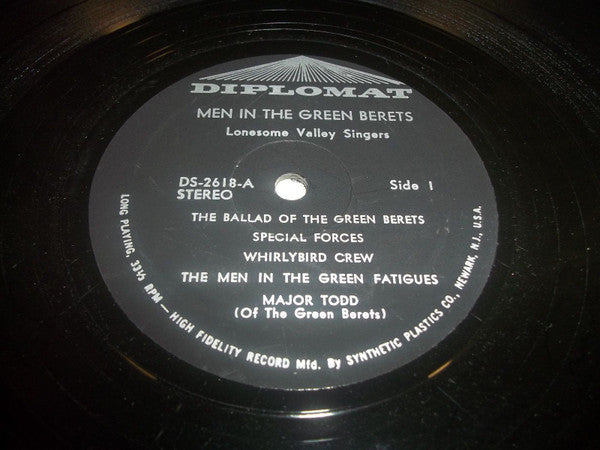 DIPLOMAT
MEN IN THE GREEN BERETS
Lonesome Valley Singers
DS-2618-A
STEREO
Side 1
THE BALLAD OF THE GREEN BERETS
SPECIAL FORCES
WHIRLYBIRD CREW
THE MEN IN THE GREEN FATIGUES
MAJOR TODD
(Of The Green Berets)
LONG PLAYING, 33⅓ RPM — HIGH FIDELITY RECORD Mfd. By SYNTHETIC PLASTICS CO., NEWARK, N.J., U.S.A.